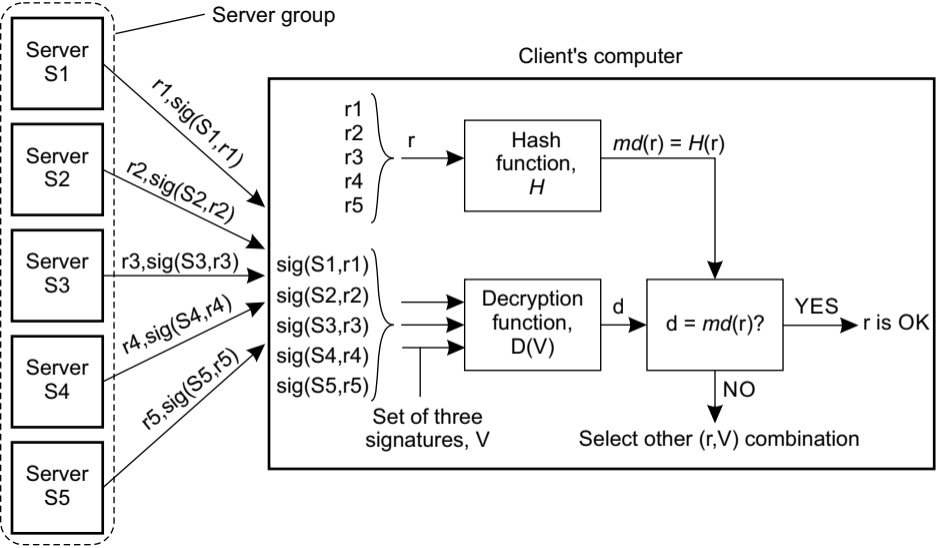 Server group
Client's computer
Server
S1
Server
S2
Server
S3
Server
S4
Server
S5
r1,sig(S1,r1)
r2,sig(S2,r2)
r3,sig(S3,r3)
r4,sig(S4,r4)
r5,sig(S5,r5)
r1
r2
r3
r4
r5
r
Hash
function,
H
md(r) = H(r)
sig(S1,r1)
sig(S2,r2)
sig(S3,r3)
sig(S4,r4)
sig(S5,r5)
Set of three
signatures, V
Decryption
function,
D(V)
d
d = md(r)?
YES
r is OK
NO
Select other (r,V) combination